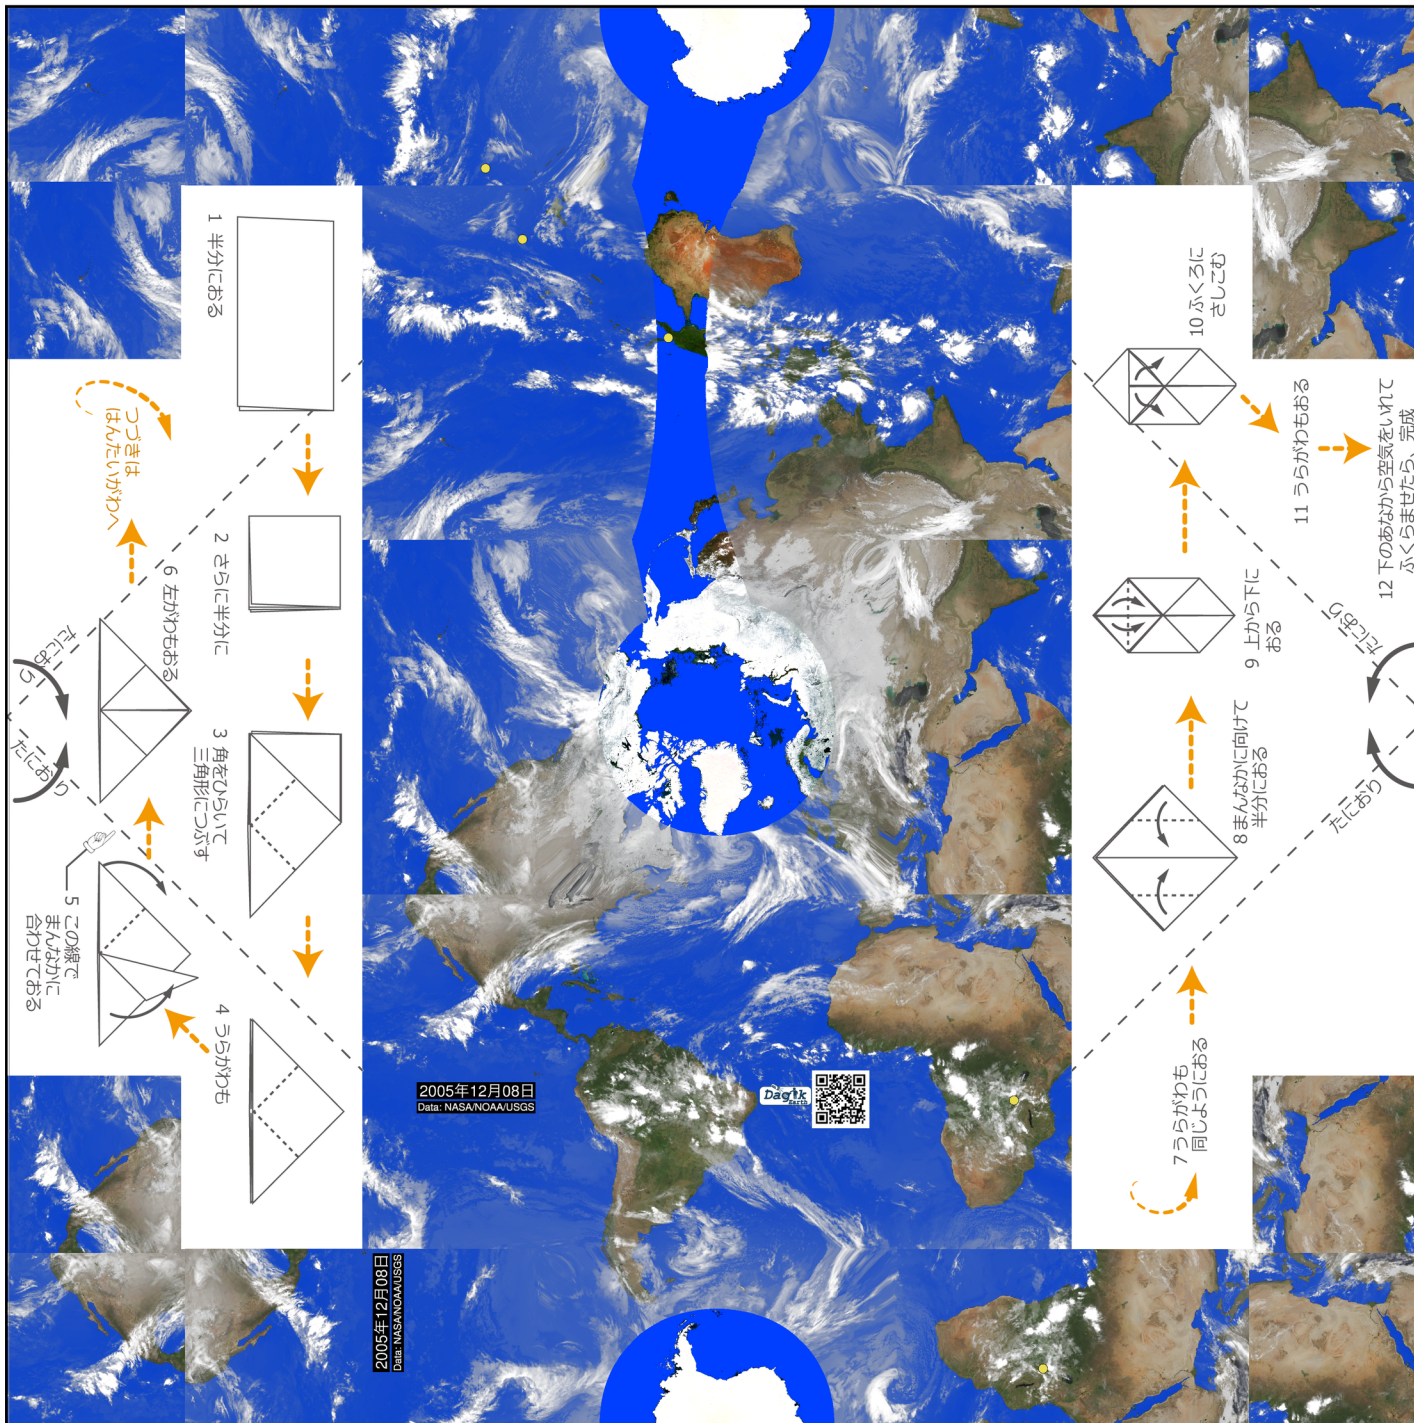 1 半分におる
2 さらに半分に
3 角をひらいて
三角形につぶす
4 うらがわも
5 この線で
まんなかに
合わせておる
6 左がわもおる
つづきは
はんたいがわへ
たにおり
たにおり
7 うらがわも
同じようにおる
8 まんなかに向けて
半分におる
9 上から下に
おる
10 ふくろに
さしこむ
11 うらがわもおる
12 下のあなから空気をいれて
ふくらませたら、完成
たにおり
たにおり
2005年12月08日
Data: NASA/NOAA/USGS
Dagik
Earth
2005年12月08日
Data: NASA/NOAA/USGS